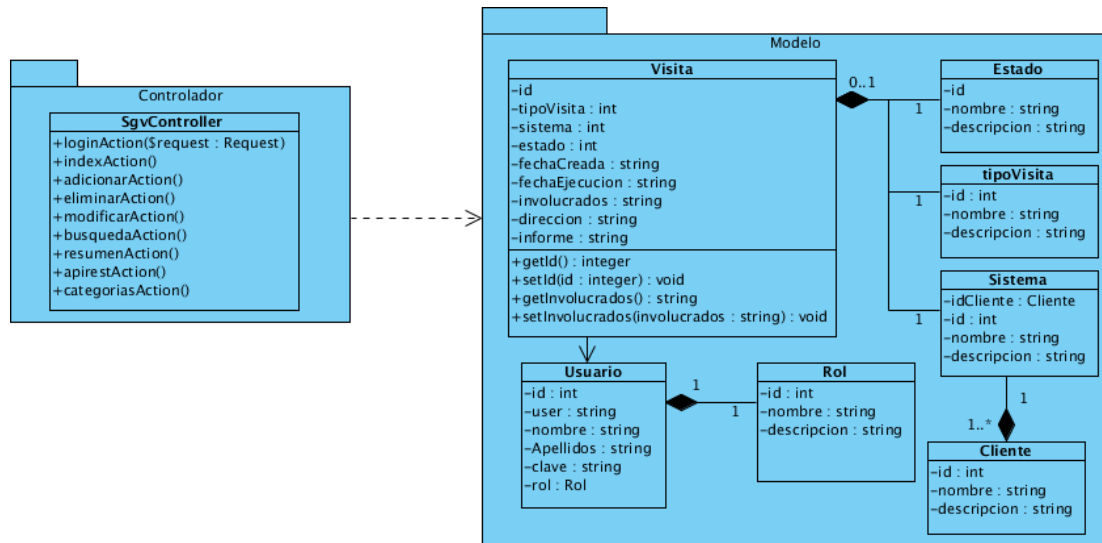 Controlador
SgvController
+loginAction($request : Request)
+indexAction()
+adicionarAction()
+eliminarAction()
+modificarAction()
+busquedaAction()
+resumenAction()
+apirestAction()
+categoriasAction()
Modelo
Visita
-id
-tipoVisita : int
-sistema : int
-estado : int
-fechaCreada : string
-fechaEjecucion : string
-involucrados : string
-direccion : string
-informe : string
+getId() : integer
+setId(id : integer) : void
+getInvolucrados() : string
+setInvolucrados(involucrados : string) : void
0..1
1
Estado
-id
-nombre : string
-descripcion : string
1
tipoVisita
-id : int
-nombre : string
-descripcion : string
1
Sistema
-idCliente : Cliente
-id : int
-nombre : string
-descripcion : string
Usuario
-id : int
-user : string
-nombre : string
-Apellidos : string
-clave : string
-rol : Rol
1
1
Rol
-id : int
-nombre : string
-descripcion : string
1
1..*
Cliente
-id : int
-nombre : string
-descripcion : string